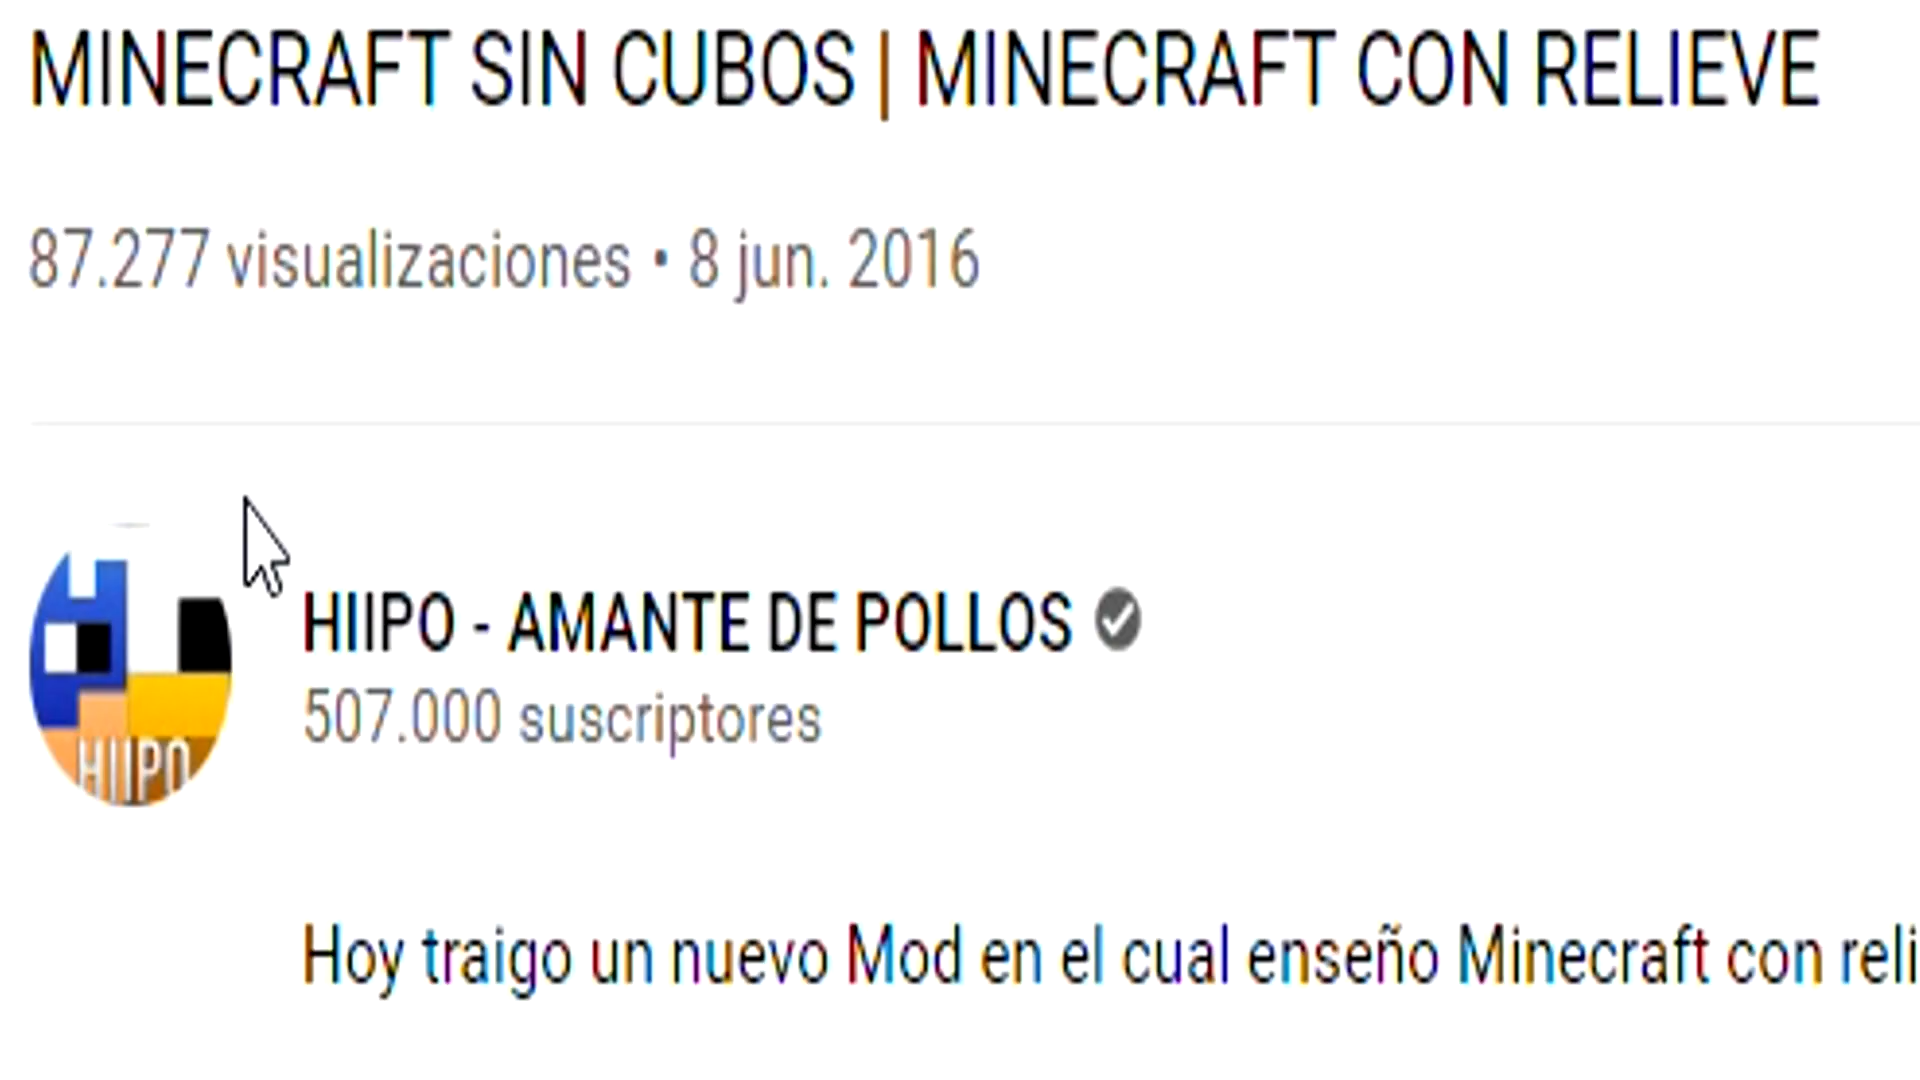 MINECRAFT SIN CUBOS | MINECRAFT CON RELIEVE
87.277 visualizaciones • 8 jun. 2016
HIIPO - AMANTE DE POLLOS
507.000 suscriptores
HIIPO
Hoy traigo un nuevo Mod en el cual enseño Minecraft con reli